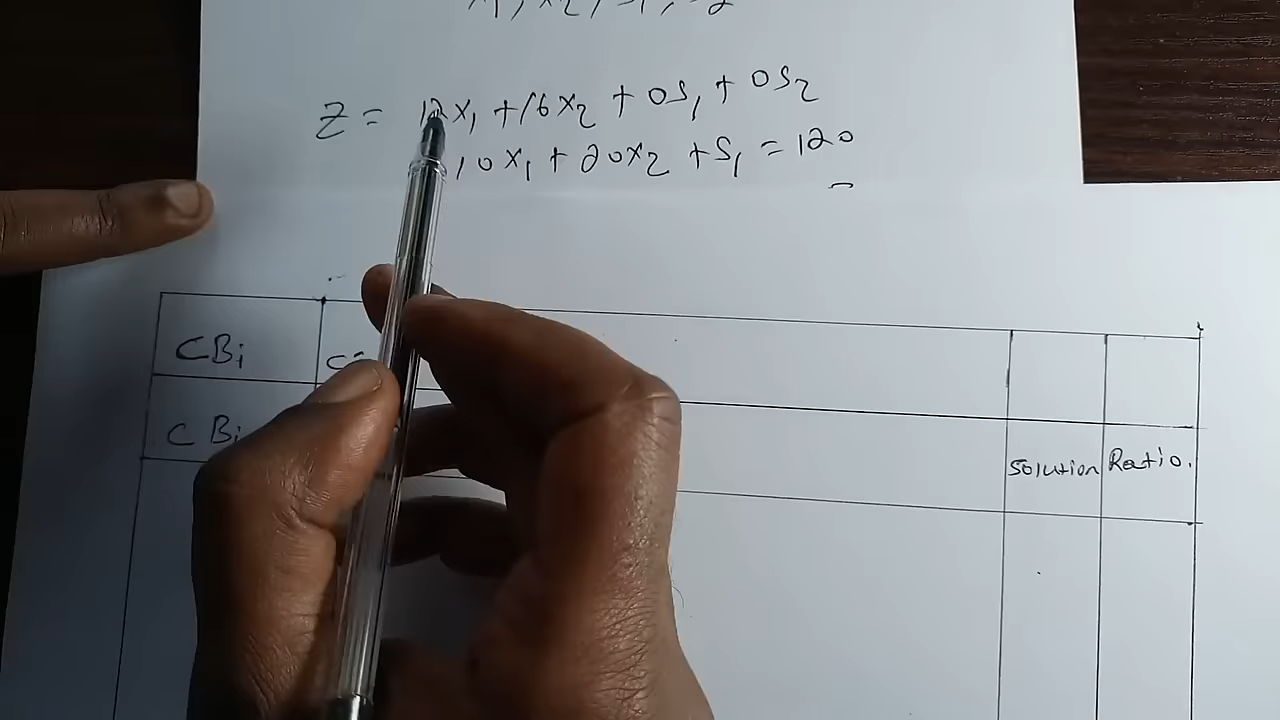 Z = 12x₁ + 16x₂ + 0S₁ + 0S₂
10x₁ + 20x₂ + S₁ = 120
CBi
CBi
Solution Ratio.